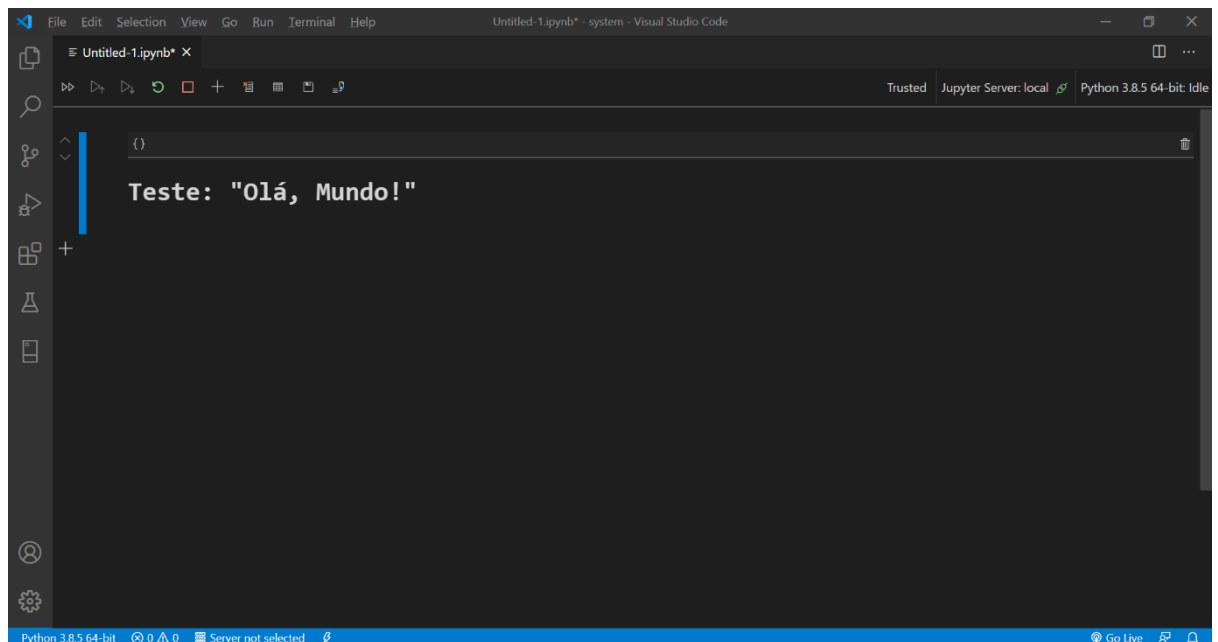 File Edit Selection View Go Run Terminal Help Untitled-1.ipynb* - system - Visual Studio Code
Untitled-1.ipynb*
Trusted Jupyter Server: local Python 3.8.5 64-bit: Idle
{}
Teste: "Olá, Mundo!"
Python 3.8.5 64-bit 0 0 Server not selected Go Live